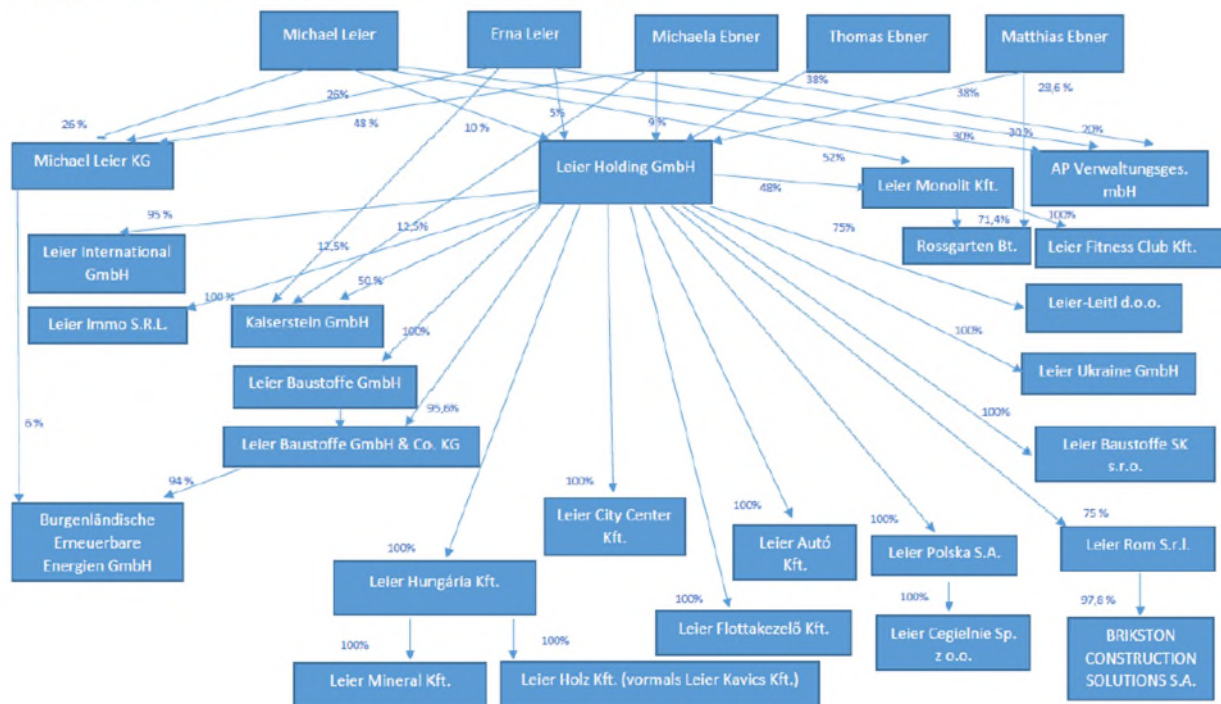 Michael Leier
Erna Leier
Michaela Ebner
Thomas Ebner
Matthias Ebner
38%
26%
5%
38%
28,6 %
26 %
48 %
10 %
9 %
30%
30 %
20%
Michael Leier KG
Leier Holding GmbH
52%
48%
Leier Monolit Kft.
AP Verwaltungsges.
mbH
95 %
12,5%
12,5%
75%
71,4%
100%
Leier International
GmbH
Rossgarten Bt.
Leier Fitness Club Kft.
50 %
100 %
Leier Immo S.R.L.
Kaiserstein GmbH
Leier-Leitl d.o.o.
100%
100%
Leier Baustoffe GmbH
Leier Ukraine GmbH
95,6%
6 %
100%
Leier Baustoffe GmbH & Co. KG
Leier Baustoffe SK
s.r.o.
94 %
100%
Burgenländische
Erneuerbare
Energien GmbH
Leier City Center
Kft.
100%
100%
75 %
Leier Autó
Kft.
Leier Polska S.A.
Leier Rom S.r.l.
100%
Leier Hungária Kft.
100%
100%
97,8 %
Leier Flottakezelő Kft.
Leier Cegielnie Sp.
z o.o.
BRIKSTON
CONSTRUCTION
SOLUTIONS S.A.
100%
100%
Leier Mineral Kft.
Leier Holz Kft. (vormals Leier Kavics Kft.)